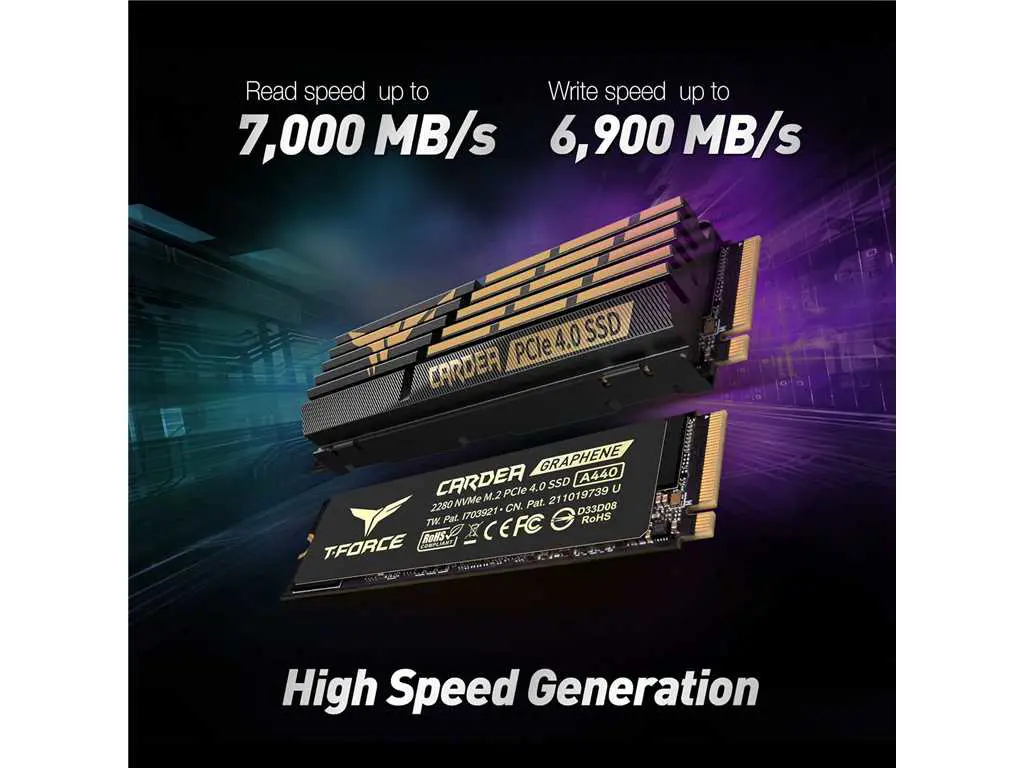 Read speed up to
7,000 MB/s
Write speed up to
6,900 MB/s
CARDEA PCIe 4.0 SSD
CARDEA GRAPHENE
2280 NVMe M.2 PCIe 4.0 SSD A440
TW. Pat. I703921 • CN. Pat. 211019739 U
T-FORCE
RoHS
COMPLIANT
CE FC
D33D08
RoHS
High Speed Generation